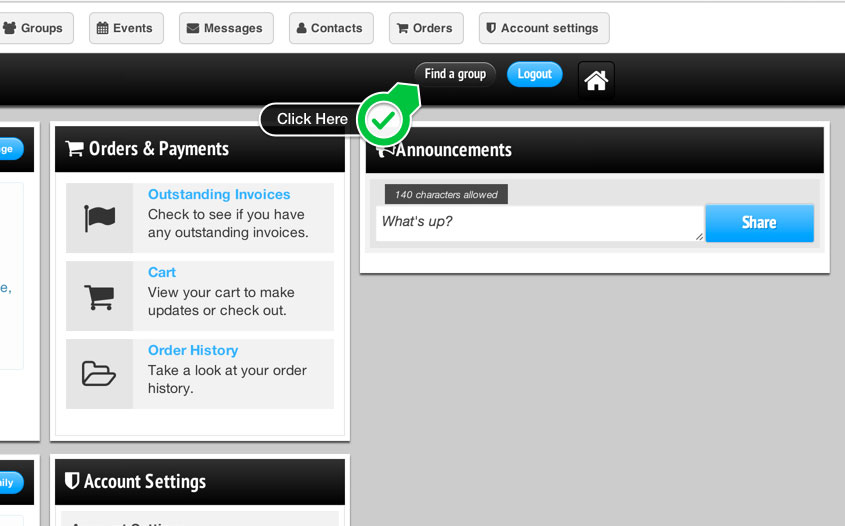 Groups
Events
Messages
Contacts
Orders
Account settings
Find a group
Logout
Click Here
Orders & Payments
Outstanding Invoices
Check to see if you have
any outstanding invoices.
Cart
View your cart to make
updates or check out.
Order History
Take a look at your order
history.
Account Settings
Announcements
140 characters allowed
What's up?
Share